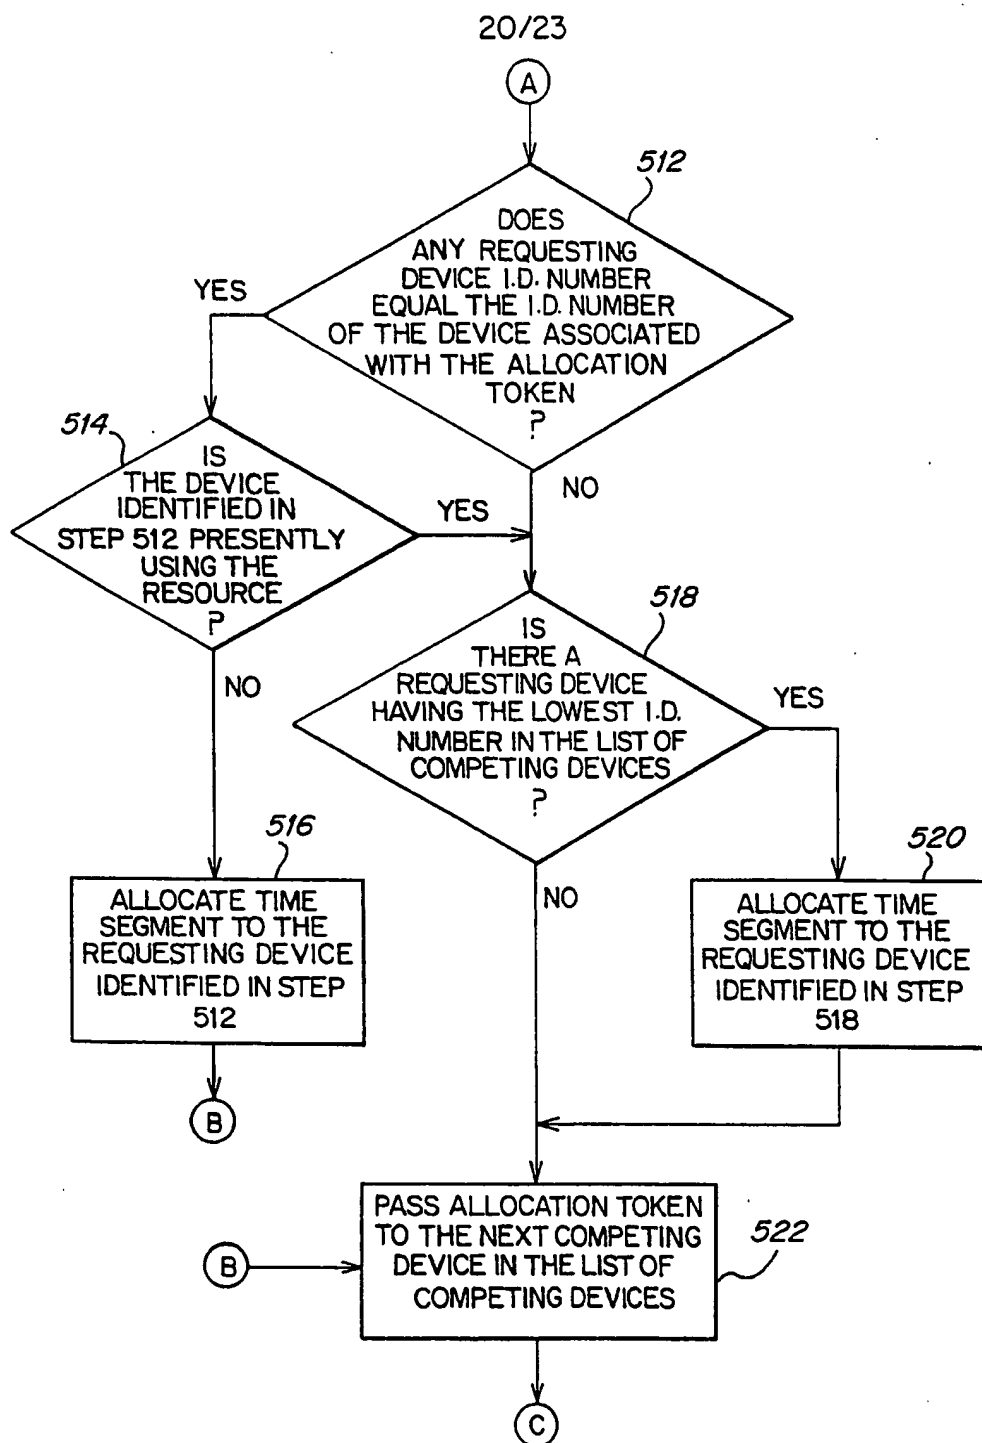 20/23
A
512
DOES
ANY REQUESTING
DEVICE I.D. NUMBER
EQUAL THE I.D. NUMBER
OF THE DEVICE ASSOCIATED
WITH THE ALLOCATION
TOKEN
?
YES
NO
514
IS
THE DEVICE
IDENTIFIED IN
STEP 512 PRESENTLY
USING THE
RESOURCE
?
YES
NO
518
IS
THERE A
REQUESTING DEVICE
HAVING THE LOWEST I.D.
NUMBER IN THE LIST OF
COMPETING DEVICES
?
YES
NO
516
ALLOCATE TIME
SEGMENT TO THE
REQUESTING DEVICE
IDENTIFIED IN STEP
512
B
520
ALLOCATE TIME
SEGMENT TO THE
REQUESTING DEVICE
IDENTIFIED IN STEP
518
B
PASS ALLOCATION TOKEN
TO THE NEXT COMPETING
DEVICE IN THE LIST OF
COMPETING DEVICES
522
C